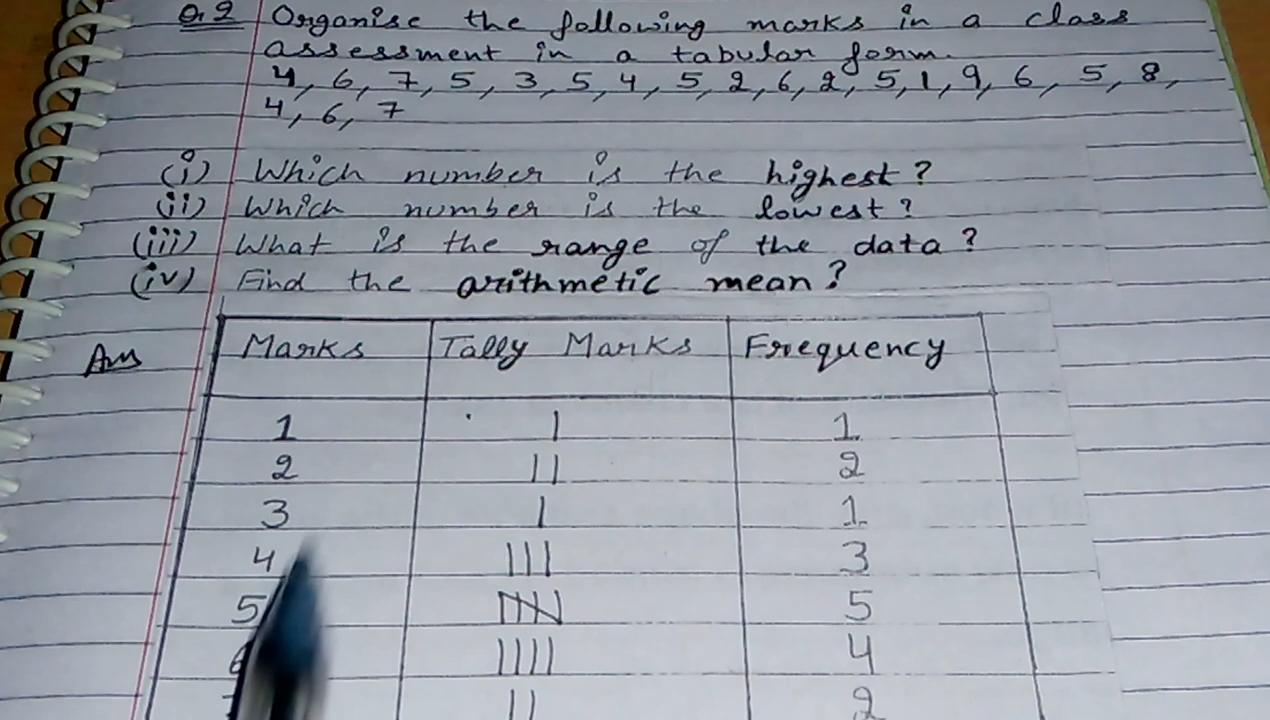 Q.2 Organise the following marks in a class
assessment in a tabular form.
4, 6, 7, 5, 3, 5, 4, 5, 2, 6, 2, 5, 1, 9, 6, 5, 8,
4, 6, 7
(i) Which number is the highest?
(ii) Which number is the lowest?
(iii) What is the range of the data?
(iv) Find the arithmetic mean?
Ans Marks Tally Marks Frequency
1 | 1
2 || 2
3 | 1
4 ||| 3
5 𝍸 5
|||| 4
|| 2